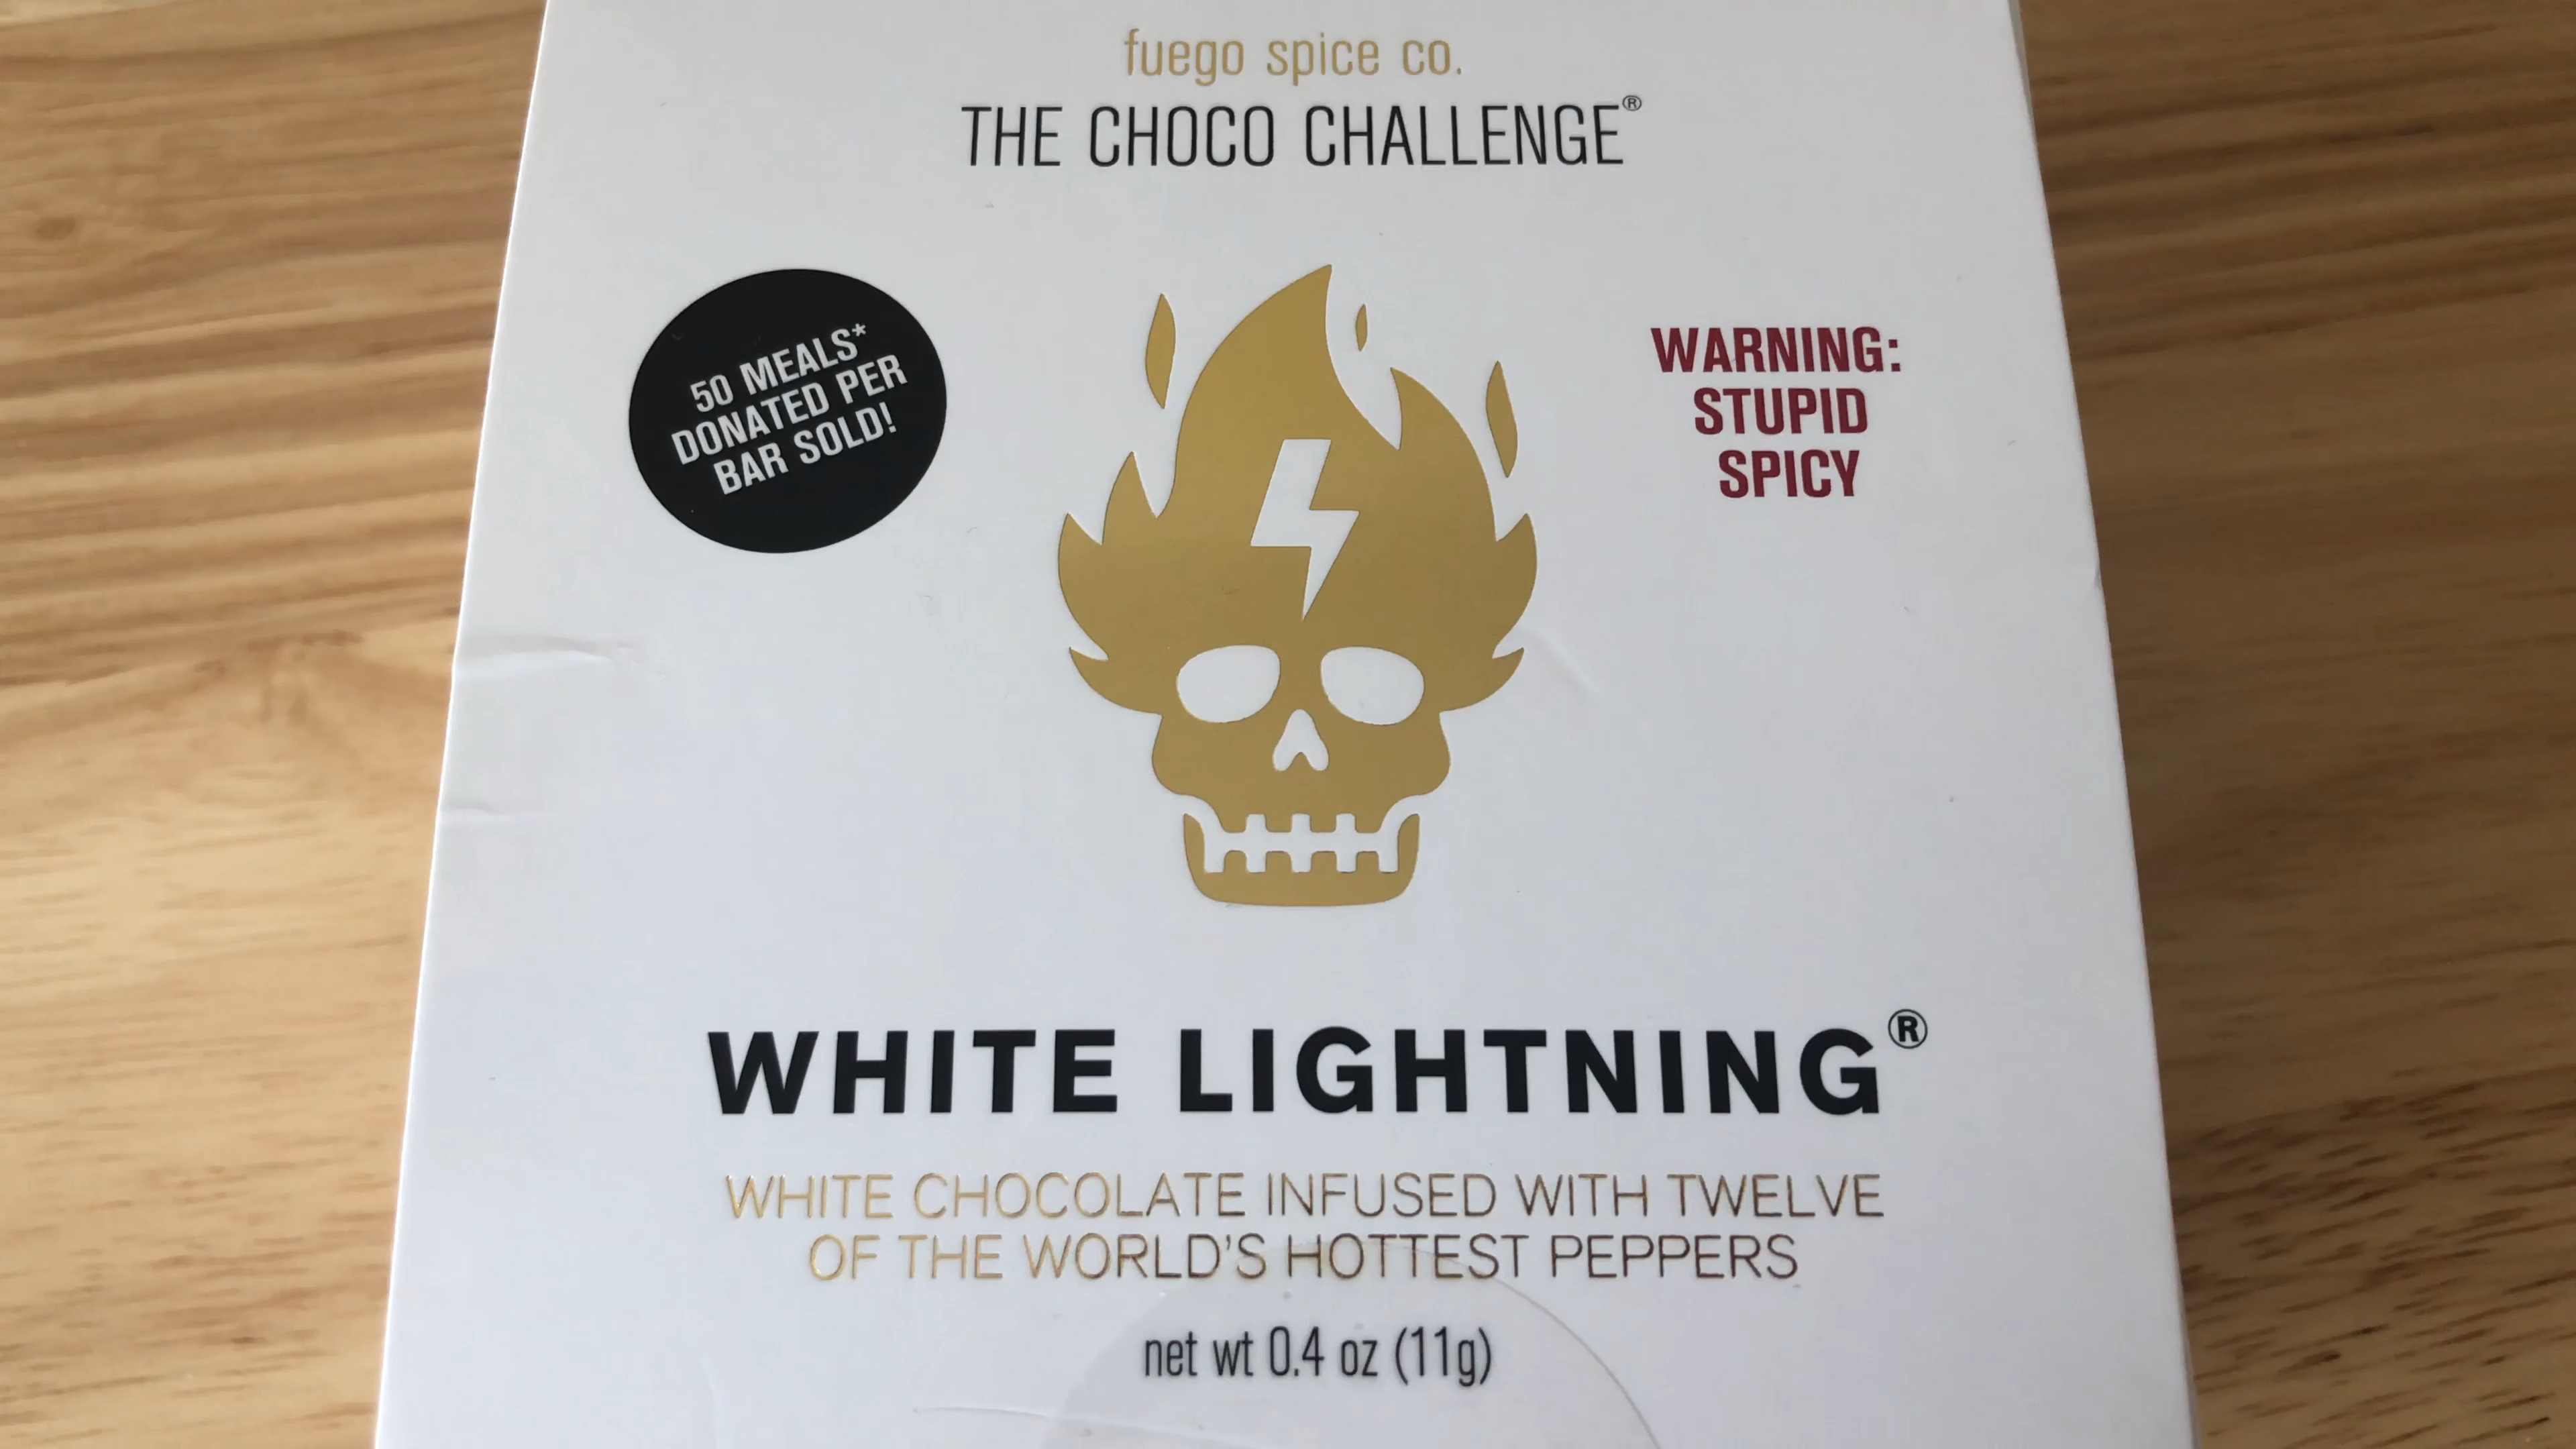 fuego spice co.
THE CHOCO CHALLENGE®
50 MEALS*
DONATED PER
BAR SOLD!
WARNING:
STUPID
SPICY
WHITE LIGHTNING®
WHITE CHOCOLATE INFUSED WITH TWELVE
OF THE WORLD'S HOTTEST PEPPERS
net wt 0.4 oz (11g)